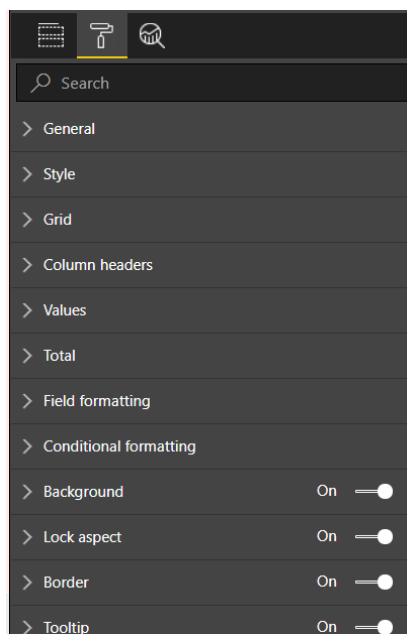 Search
General
Style
Grid
Column headers
Values
Total
Field formatting
Conditional formatting
Background On
Lock aspect On
Border On
Tooltip On